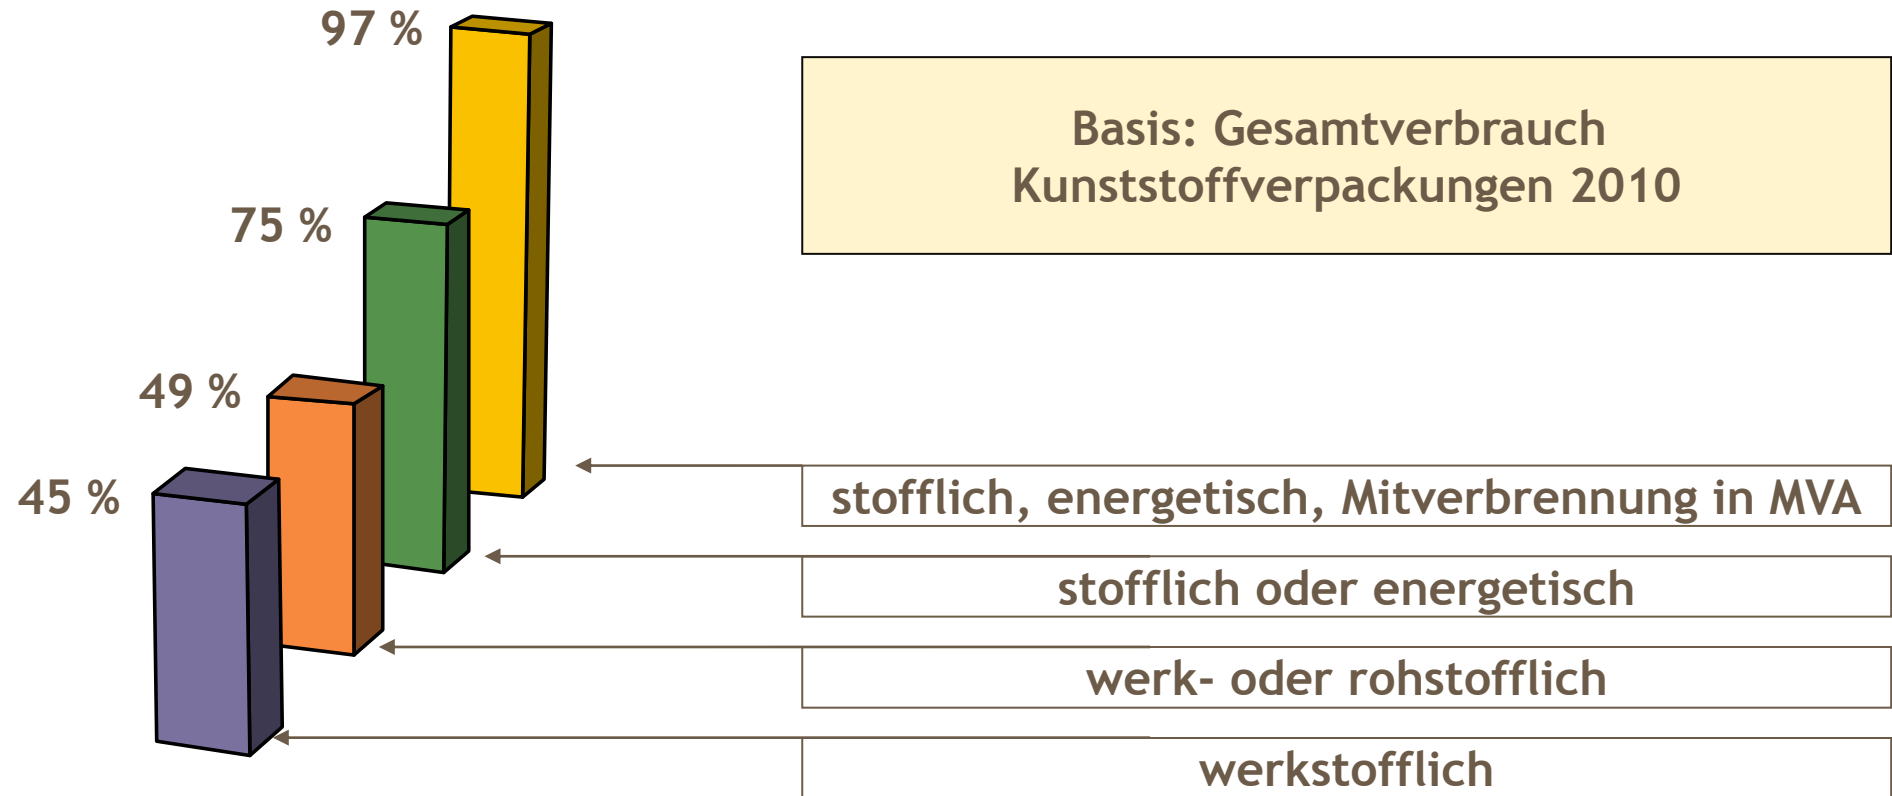 97 %
Basis: Gesamtverbrauch
Kunststoffverpackungen 2010
75 %
49 %
45 %
stofflich, energetisch, Mitverbrennung in MVA
stofflich oder energetisch
werk- oder rohstofflich
werkstofflich